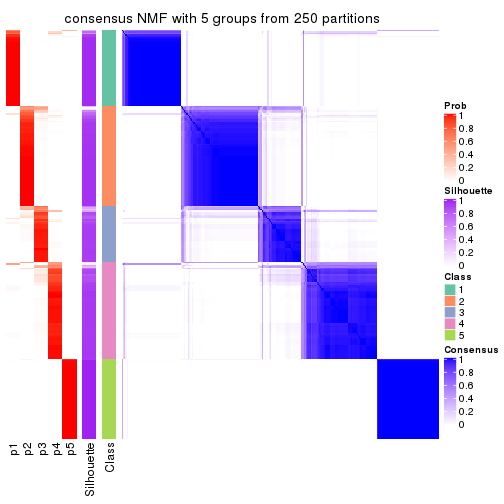 consensus NMF with 5 groups from 250 partitions
Prob
1
0.8
0.6
0.4
0.2
0
Silhouette
1
0.8
0.6
0.4
0.2
0
Class
1
2
3
4
5
Consensus
1
0.8
0.6
0.4
0.2
0
p1
p2
p3
p4
p5
Silhouette
Class